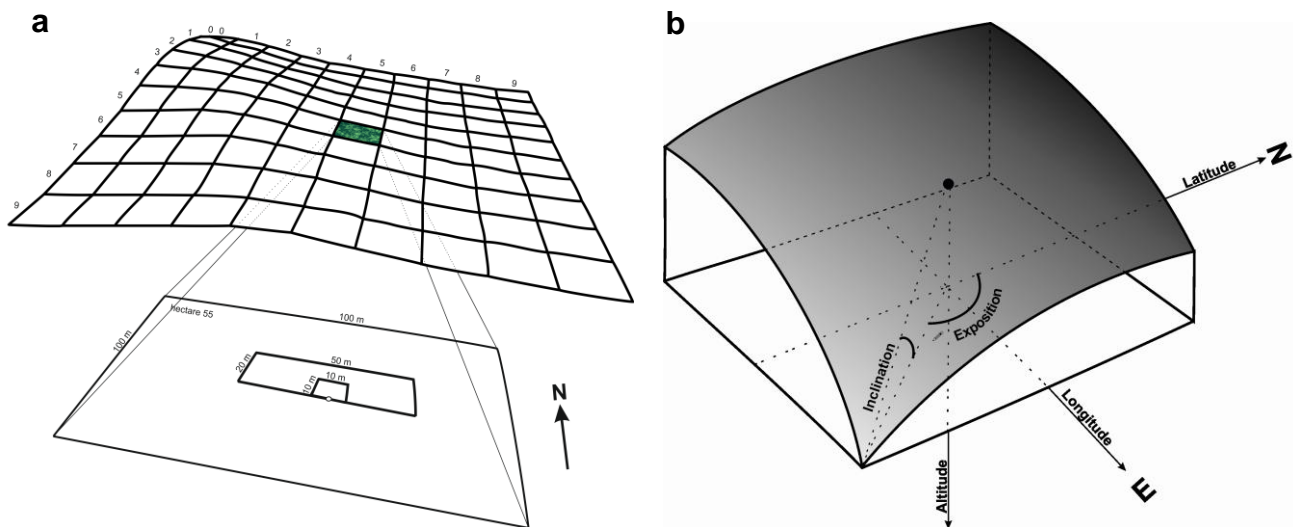 a
0 0 1 2 3 4 5 6 7 8 9
1
2
3
4
5
6
7
8
9
hectare 55
100 m
100 m
50 m
20 m
10 m
10 m
N
b
N
Latitude
Exposition
Inclination
Longitude
E
Altitude